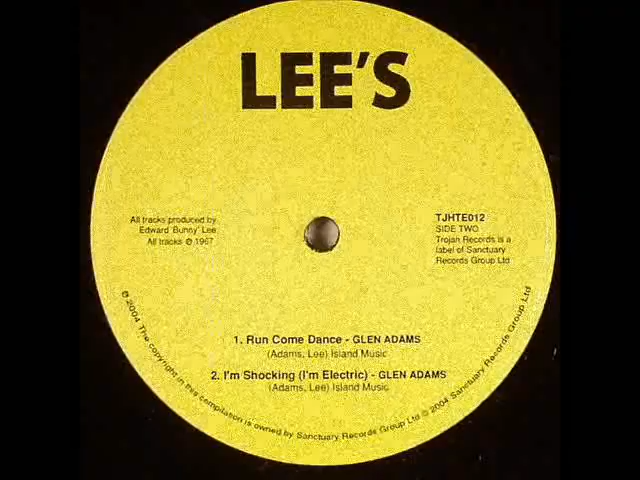 LEE'S
All tracks produced by
Edward 'Bunny' Lee
All tracks ℗ 1967
TJHTE012
SIDE TWO
Trojan Records is a
label of Sanctuary
Records Group Ltd
1. Run Come Dance - GLEN ADAMS
(Adams, Lee) Island Music
2. I'm Shocking (I'm Electric) - GLEN ADAMS
(Adams, Lee) Island Music
℗ 2004 The copyright in this compilation is owned by Sanctuary Records Group Ltd © 2004 Sanctuary Records Group Ltd